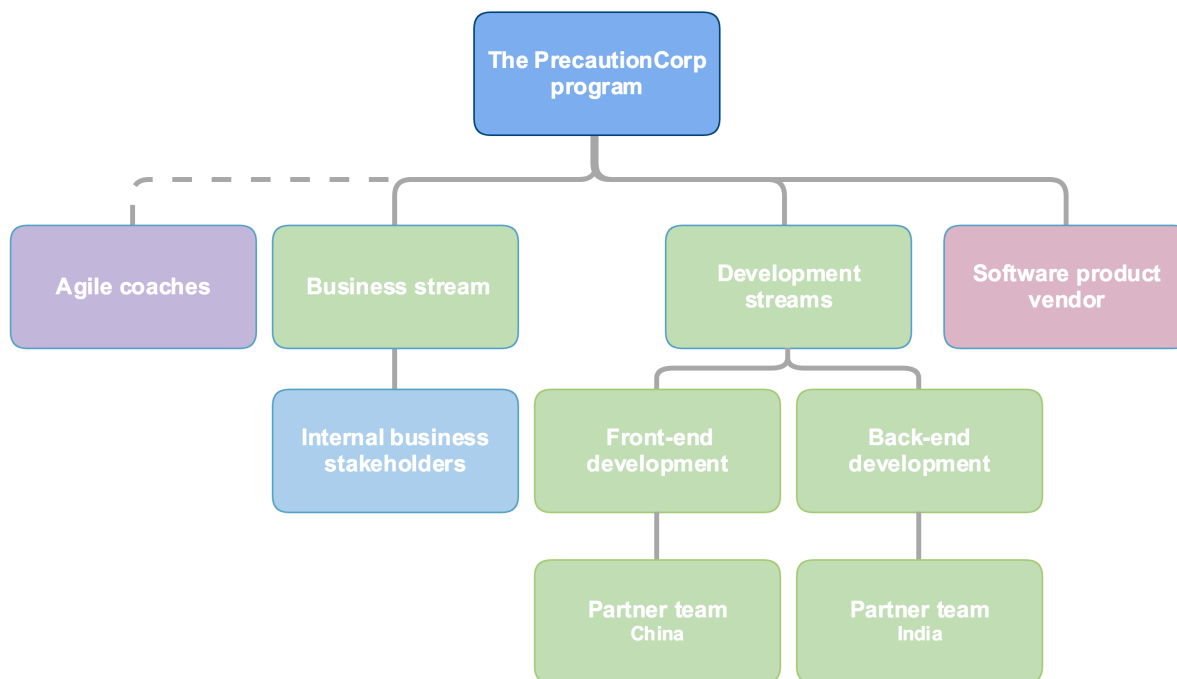 The PrecautionCorp
program
Agile coaches
Business stream
Development
streams
Software product
vendor
Internal business
stakeholders
Front-end
development
Back-end
development
Partner team
China
Partner team
India